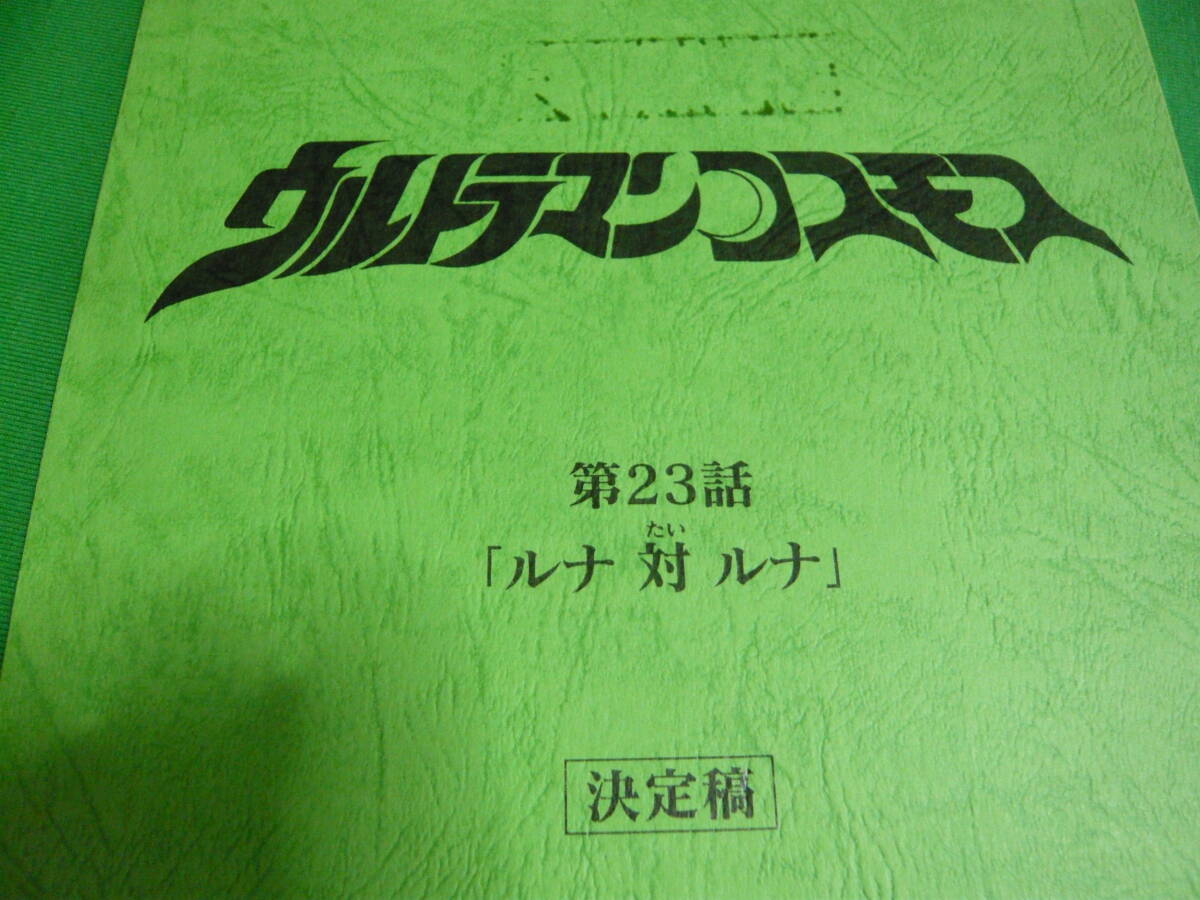 ウルトラマンコスモス
第23話
たい
「ルナ 対 ルナ」
決定稿